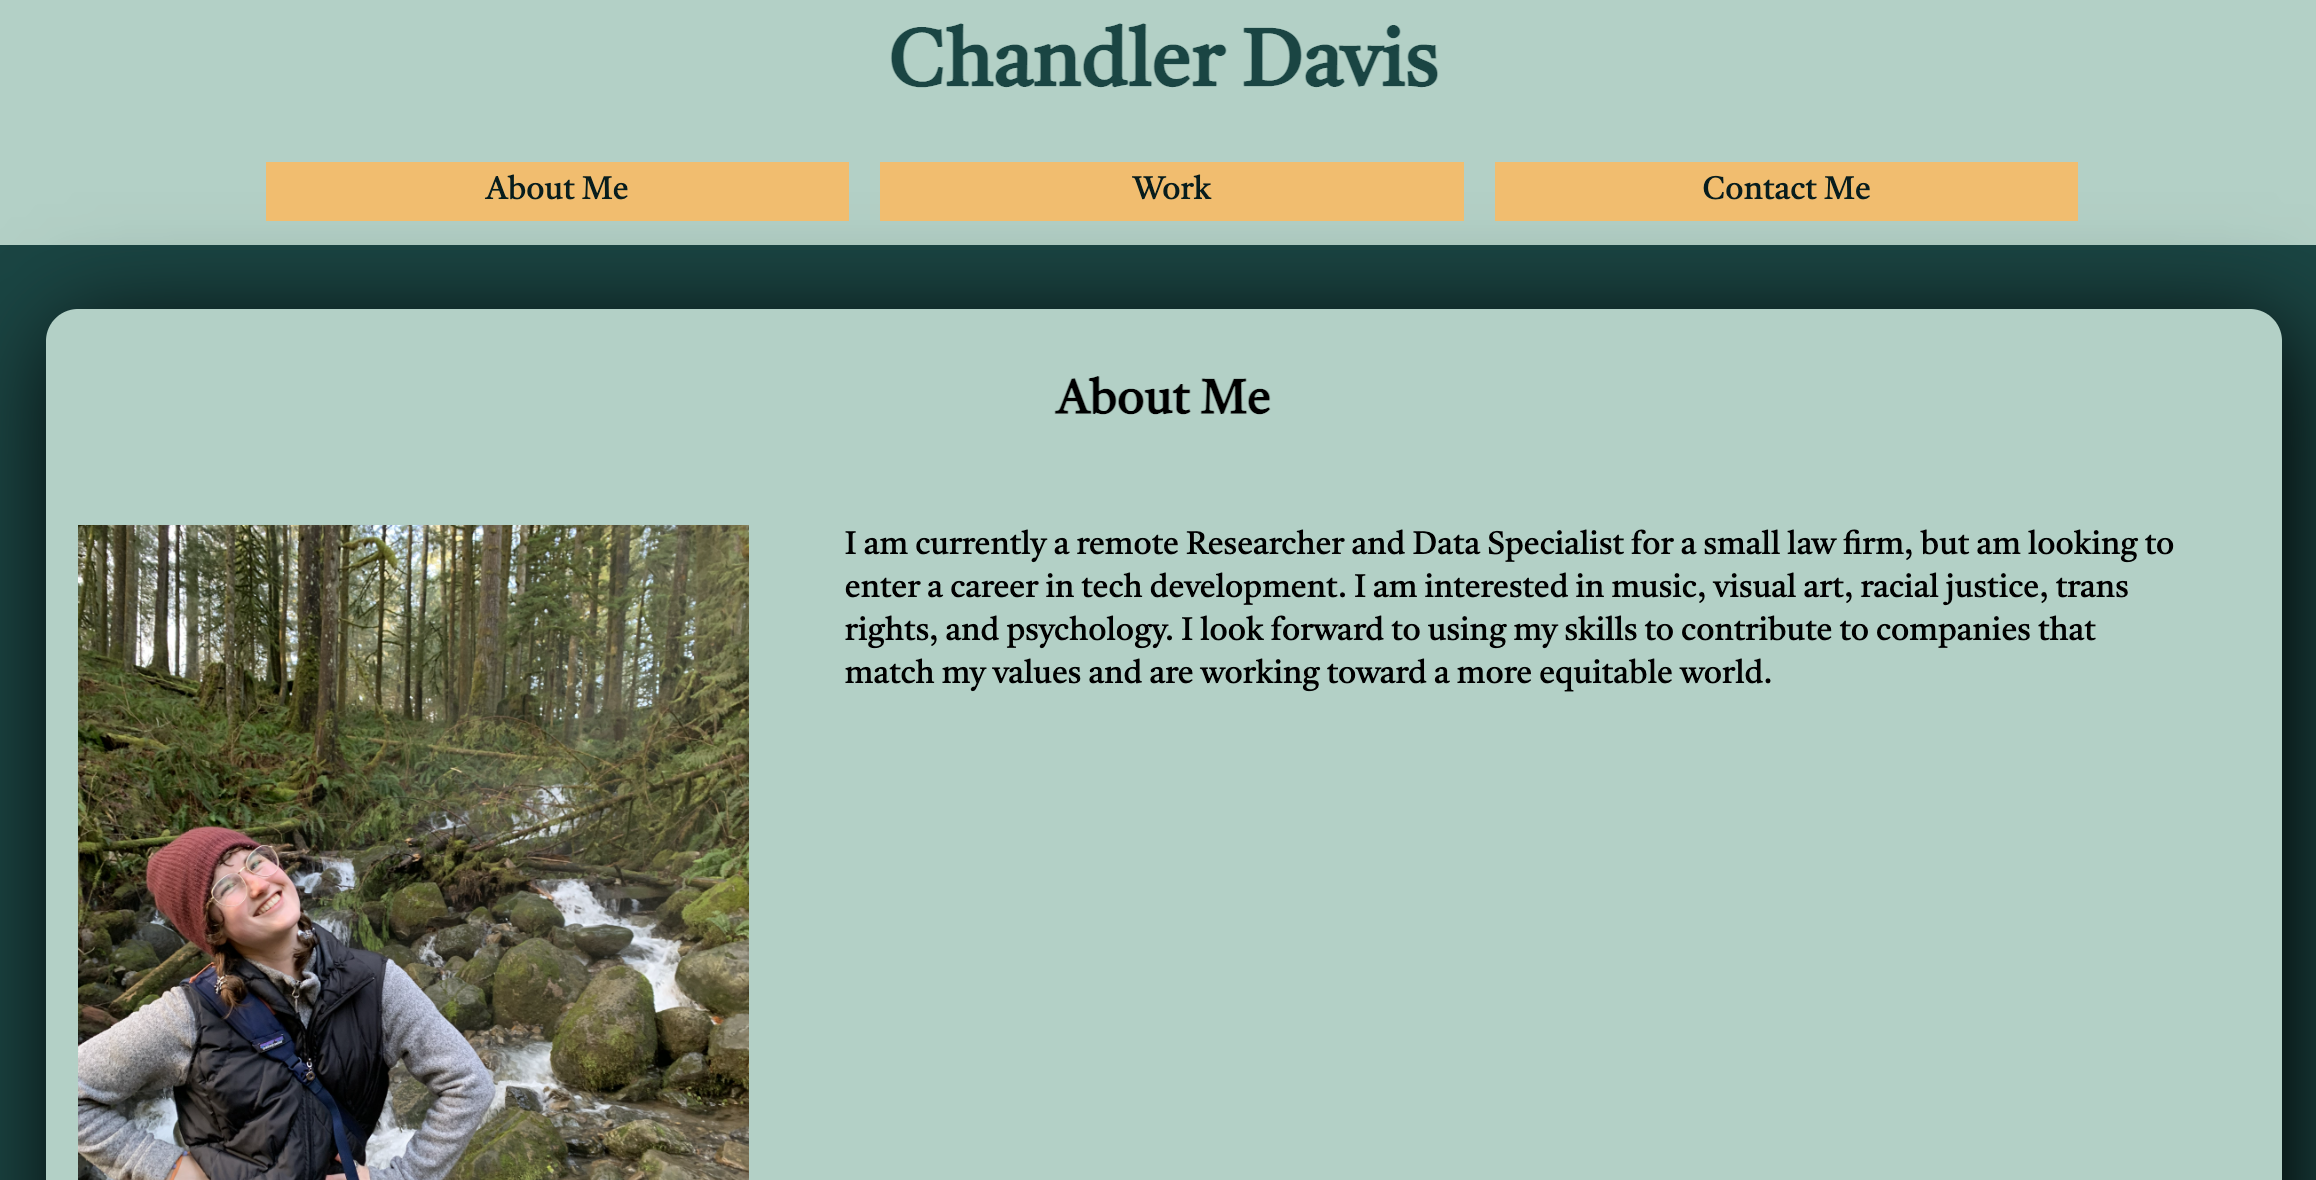 Chandler Davis
About Me
Work
Contact Me
About Me
I am currently a remote Researcher and Data Specialist for a small law firm, but am looking to
enter a career in tech development. I am interested in music, visual art, racial justice, trans
rights, and psychology. I look forward to using my skills to contribute to companies that
match my values and are working toward a more equitable world.